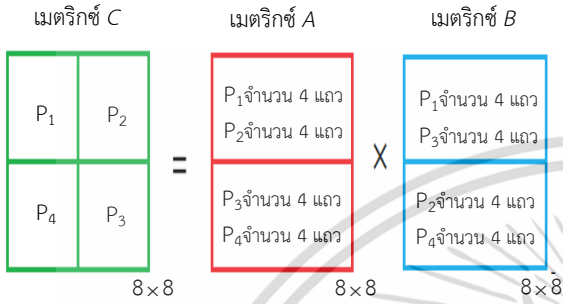 เมตริกซ์ C เมตริกซ์ A เมตริกซ์ B
P₁ P₂
P₄ P₃
8×8
=
P₁จำนวน 4 แถว
P₂จำนวน 4 แถว
P₃จำนวน 4 แถว
P₄จำนวน 4 แถว
8×8
×
P₁จำนวน 4 แถว
P₃จำนวน 4 แถว
P₂จำนวน 4 แถว
P₄จำนวน 4 แถว
8×8